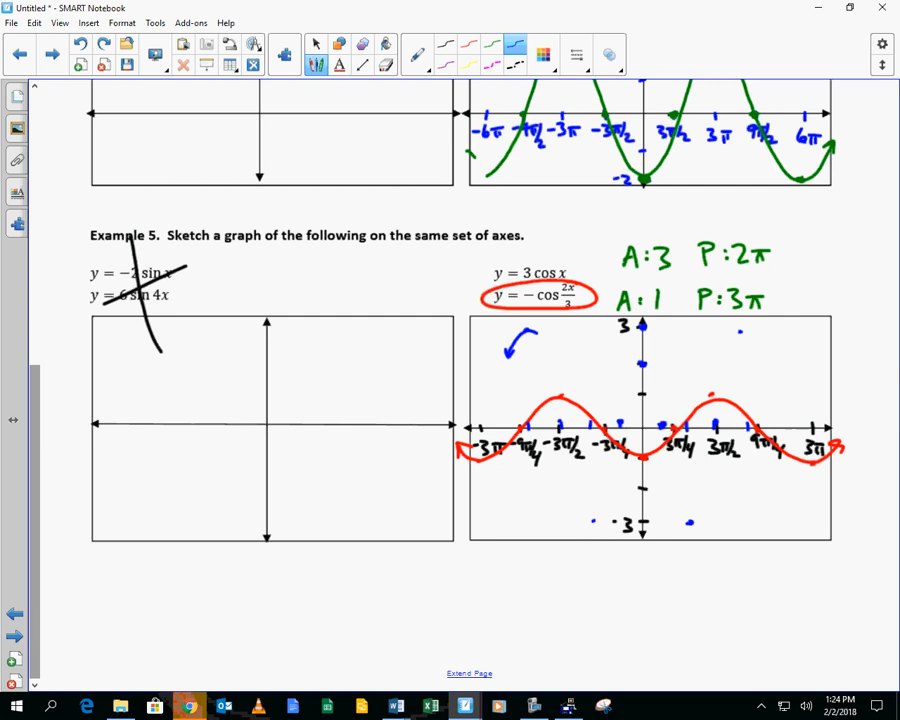 Untitled * - SMART Notebook
File Edit View Insert Format Tools Add-ons Help
-6π -9π/2 -3π -3π/2 3π/2 3π 9π/2 6π
-2
Example 5. Sketch a graph of the following on the same set of axes.
y = −2 sin x
y = 6 sin 4x
y = 3 cos x
y = − cos 2x/3
A:3 P:2π
A:1 P:3π
3
-3π -9π/4 -3π/2 -3π/4 3π/4 3π/2 9π/4 3π
-3
Extend Page
1:24 PM
2/2/2018